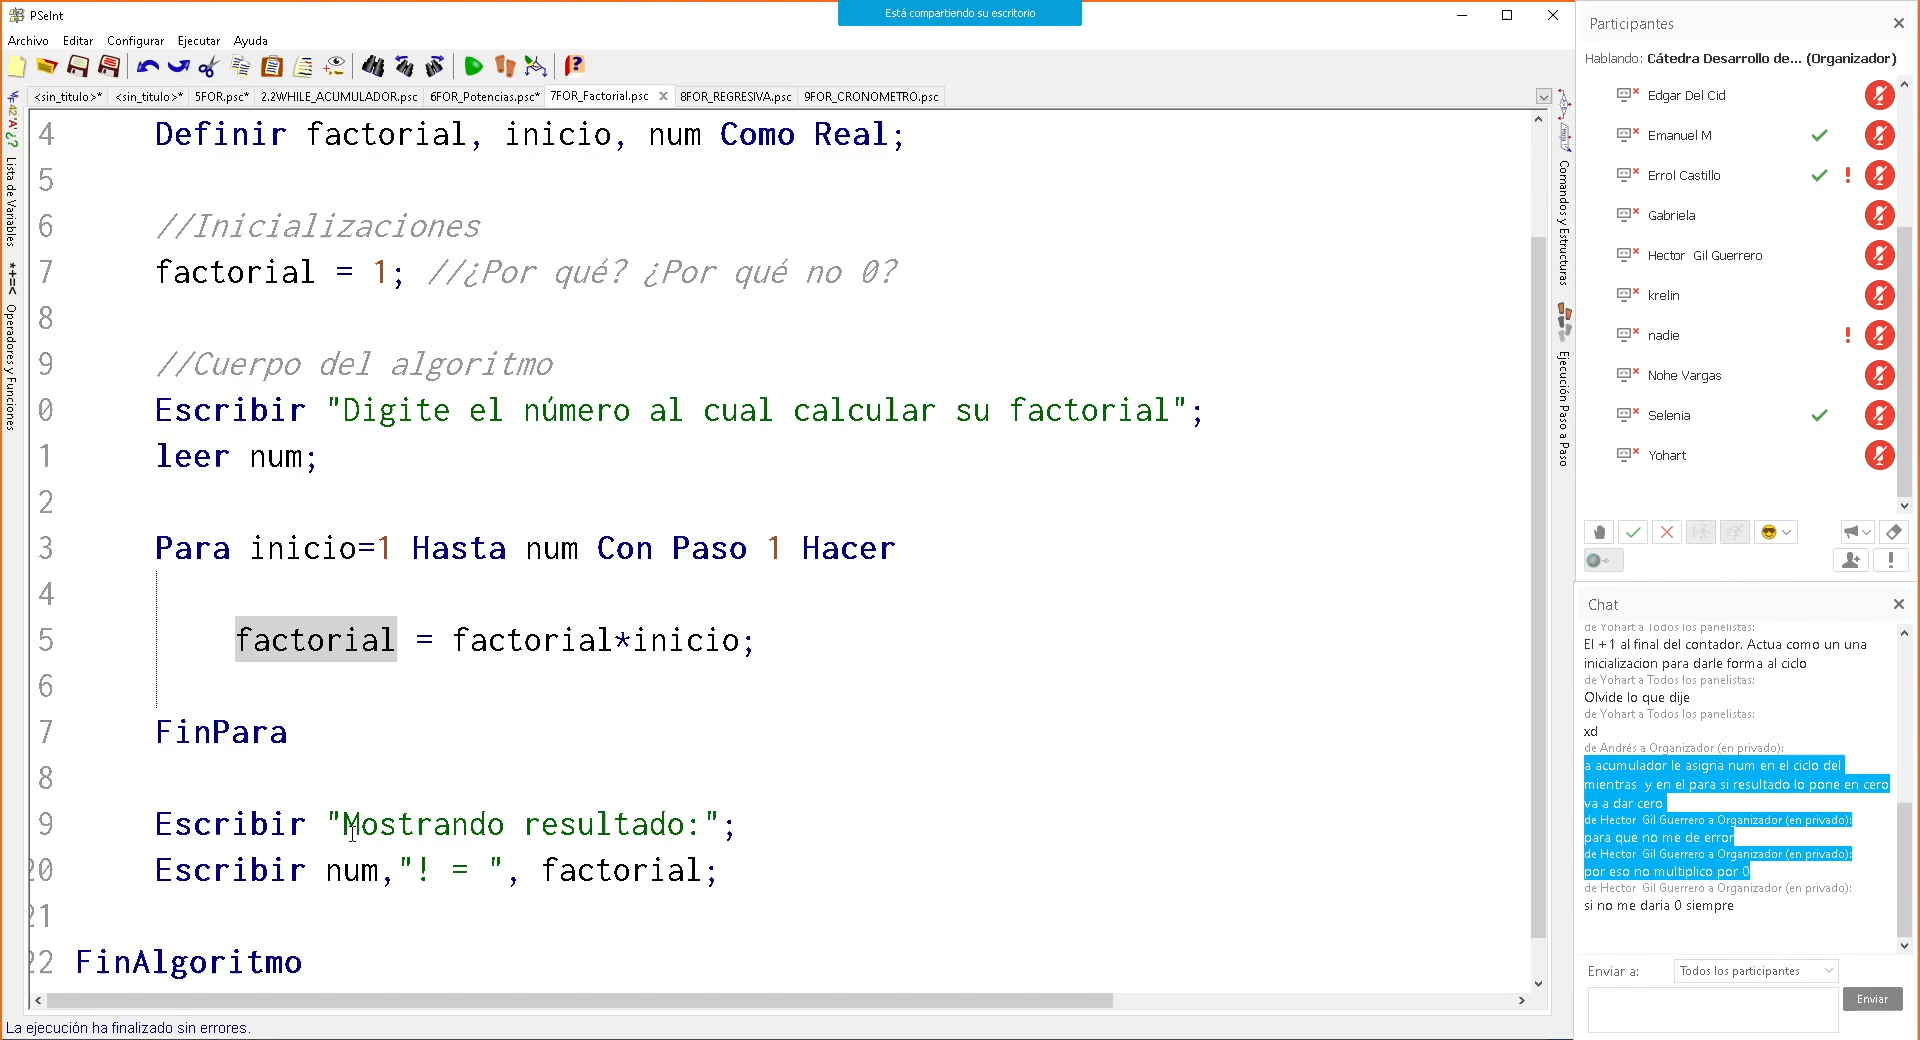 PSeInt
Está compartiendo su escritorio
Archivo Editar Configurar Ejecutar Ayuda
<sin_titulo>* <sin_titulo>* 5FOR.psc* 2.2WHILE_ACUMULADOR.psc 6FOR_Potencias.psc* 7FOR_Factorial.psc 8FOR_REGRESIVA.psc 9FOR_CRONOMETRO.psc
Lista de Variables
*+=< Operadores y Funciones
4 Definir factorial, inicio, num Como Real;
5
6 //Inicializaciones
7 factorial = 1; //¿Por qué? ¿Por qué no 0?
8
9 //Cuerpo del algoritmo
0 Escribir "Digite el número al cual calcular su factorial";
1 leer num;
2
3 Para inicio=1 Hasta num Con Paso 1 Hacer
4
5 factorial = factorial*inicio;
6
7 FinPara
8
9 Escribir "Mostrando resultado:";
20 Escribir num,"! = ", factorial;
21
22 FinAlgoritmo
La ejecución ha finalizado sin errores.
Comandos y Estructuras
Ejecución Paso a Paso
Participantes
Hablando: Cátedra Desarrollo de... (Organizador)
Edgar Del Cid
Emanuel M
Errol Castillo
Gabriela
Hector Gil Guerrero
krelin
nadie
Nohe Vargas
Selenia
Yohart
Chat
de Yohart a Todos los panelistas:
El +1 al final del contador. Actua como un una
inicializacion para darle forma al ciclo
de Yohart a Todos los panelistas:
Olvide lo que dije
de Yohart a Todos los panelistas:
xd
de Andrés a Organizador (en privado):
a acumulador le asigna num en el ciclo del
mientras y en el para si resultado lo pone en cero
va a dar cero
de Hector Gil Guerrero a Organizador (en privado):
para que no me de error
de Hector Gil Guerrero a Organizador (en privado):
por eso no multiplico por 0
de Hector Gil Guerrero a Organizador (en privado):
si no me daria 0 siempre
Enviar a: Todos los participantes
Enviar